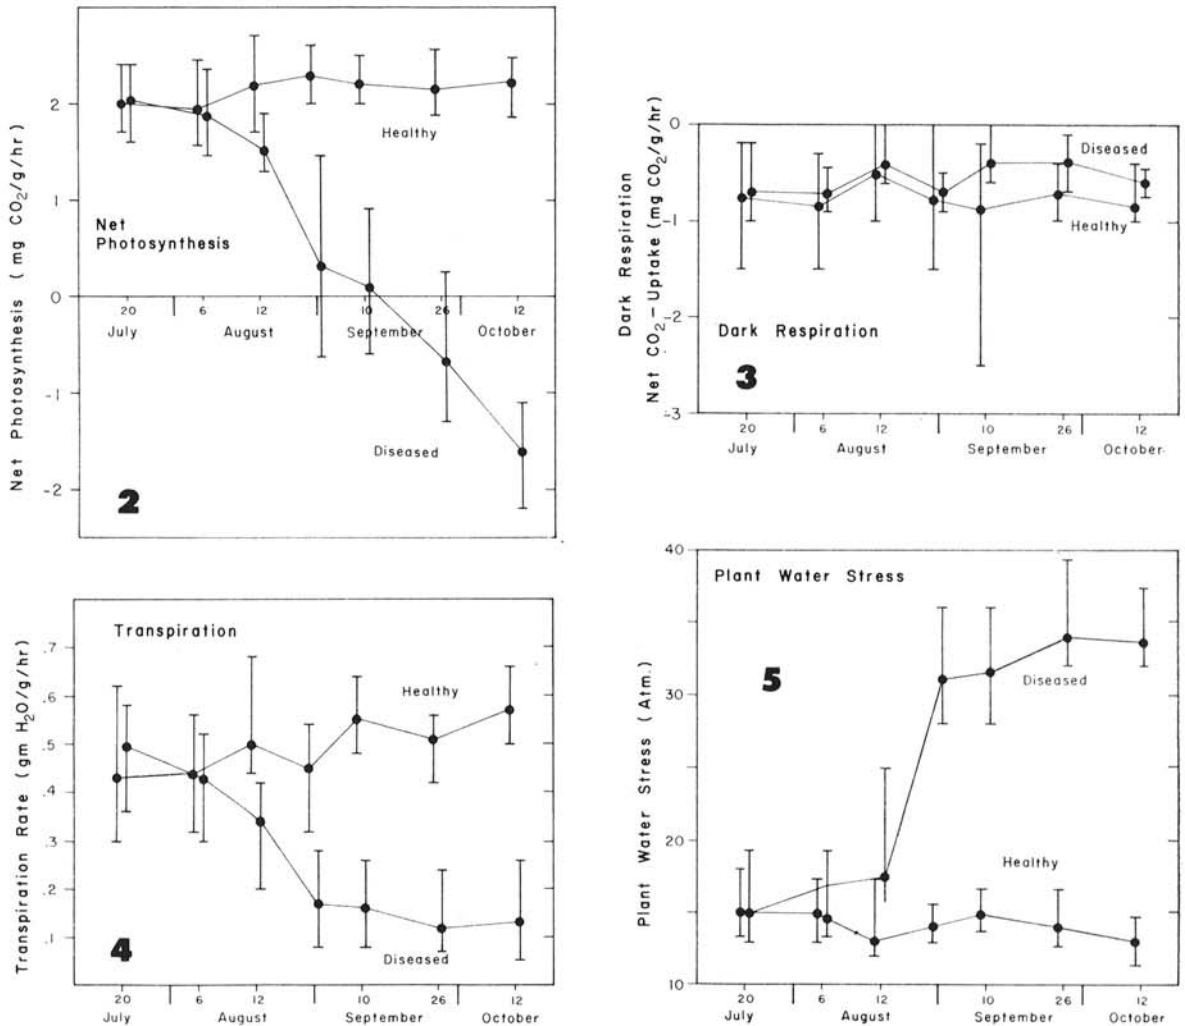 Net Photosynthesis ( mg CO₂/g/hr)
2
1
0
-1
-2
Healthy
Net
Photosynthesis
20 6 12 10 26 12
July August September October
Diseased
2
Dark Respiration
Net CO₂ – Uptake (mg CO₂/g/hr)
0
-1
-2
-3
Diseased
Healthy
Dark Respiration
3
20 6 12 10 26 12
July August September October
Transpiration Rate ( gm H₂O/g/hr)
.7
.6
.5
.4
.3
.2
.1
Transpiration
Healthy
Diseased
4
20 6 12 10 26 12
July August September October
Plant Water Stress ( Atm.)
40
30
20
10
Plant Water Stress
5
Diseased
Healthy
20 6 12 10 26 12
July August September October